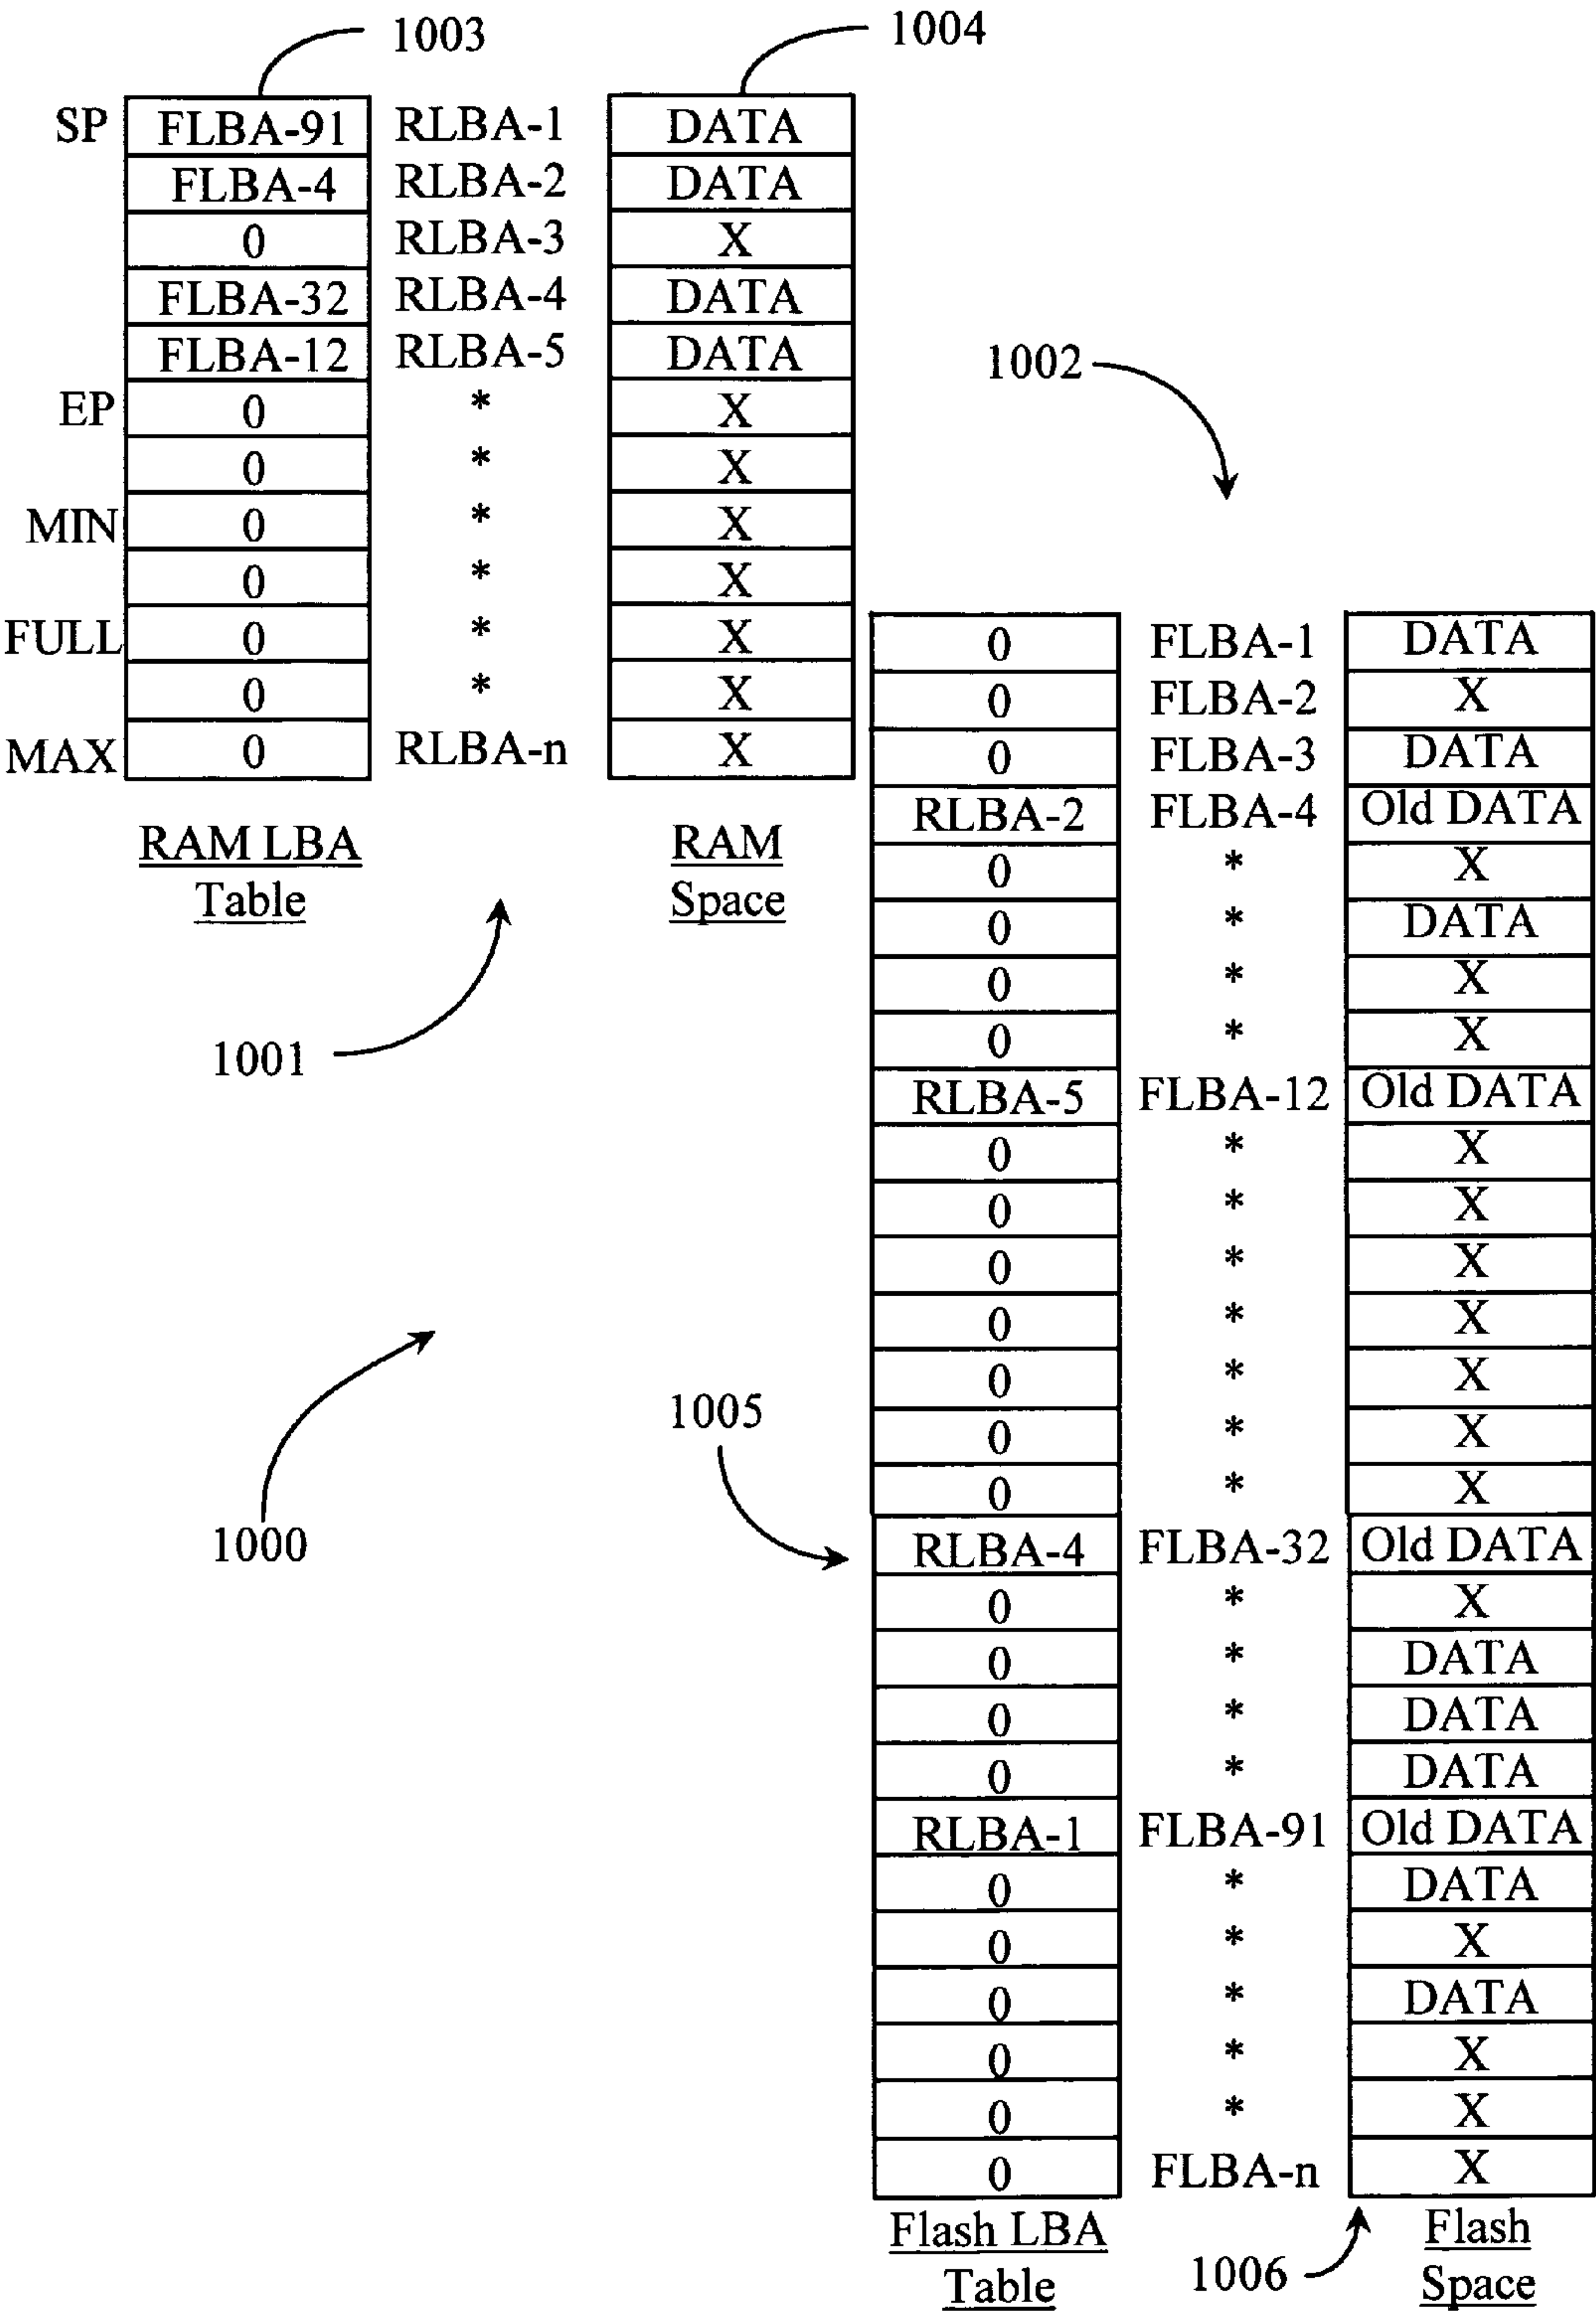 1003
1004
SP FLBA-91 RLBA-1 DATA
FLBA-4 RLBA-2 DATA
0 RLBA-3 X
FLBA-32 RLBA-4 DATA
FLBA-12 RLBA-5 DATA
EP 0 * X
0 * X
MIN 0 * X
0 * X
FULL 0 * X
0 * X
MAX 0 RLBA-n X
RAM LBA
Table
RAM
Space
1001
1002
0 FLBA-1 DATA
0 FLBA-2 X
0 FLBA-3 DATA
RLBA-2 FLBA-4 Old DATA
0 * X
0 * DATA
0 * X
0 * X
RLBA-5 FLBA-12 Old DATA
0 * X
0 * X
0 * X
0 * X
0 * X
0 * X
0 * X
RLBA-4 FLBA-32 Old DATA
0 * X
0 * DATA
0 * DATA
0 * DATA
RLBA-1 FLBA-91 Old DATA
0 * DATA
0 * X
0 * DATA
0 * X
0 * X
0 FLBA-n X
1005
1000
Flash LBA
Table
1006
Flash
Space